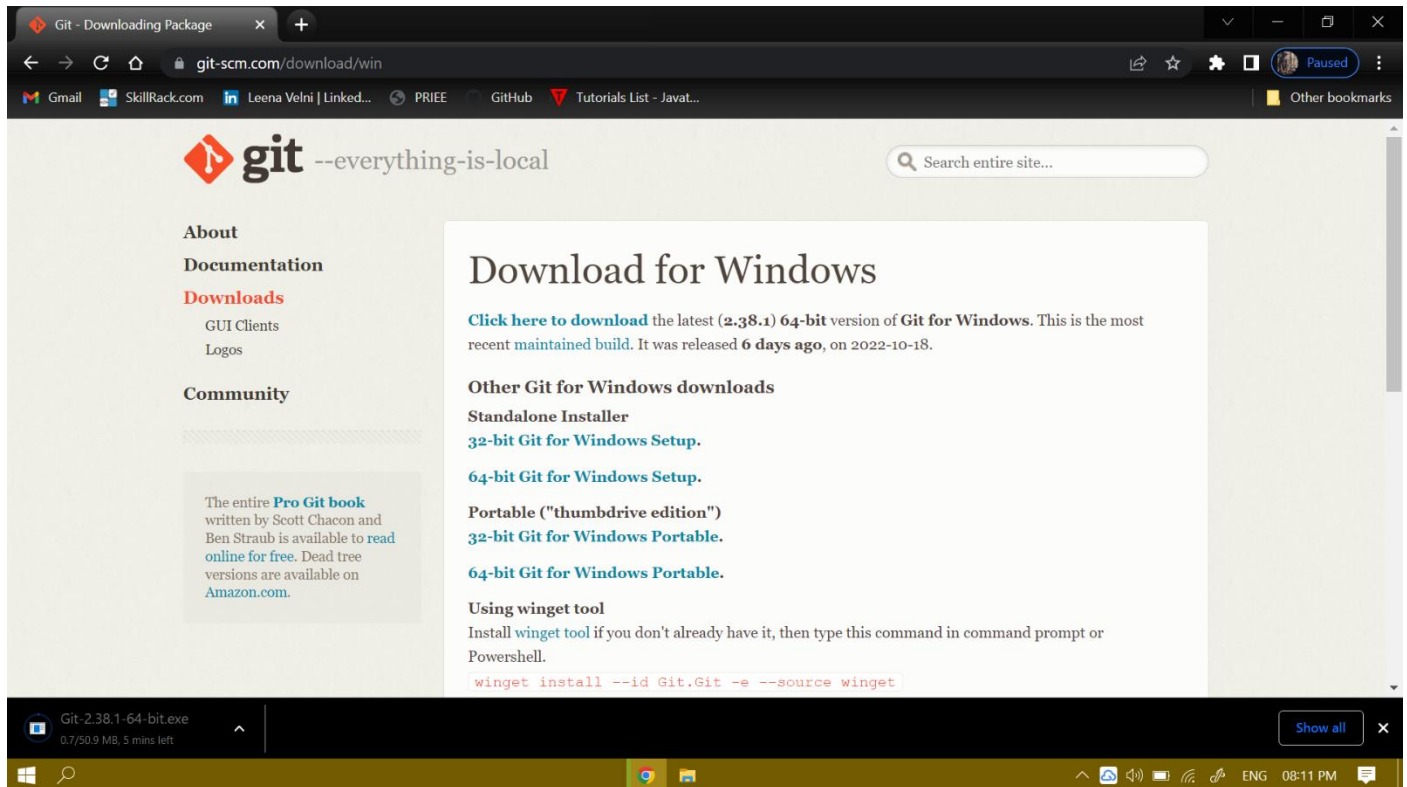 Git - Downloading Package
git-scm.com/download/win
Paused
Gmail SkillRack.com Leena Velni | Linked... PRIEE GitHub Tutorials List - Javat... Other bookmarks
git --everything-is-local
Search entire site...
About
Documentation
Downloads
GUI Clients
Logos
Community
The entire Pro Git book
written by Scott Chacon and
Ben Straub is available to read
online for free. Dead tree
versions are available on
Amazon.com.
Download for Windows
Click here to download the latest (2.38.1) 64-bit version of Git for Windows. This is the most
recent maintained build. It was released 6 days ago, on 2022-10-18.
Other Git for Windows downloads
Standalone Installer
32-bit Git for Windows Setup.
64-bit Git for Windows Setup.
Portable ("thumbdrive edition")
32-bit Git for Windows Portable.
64-bit Git for Windows Portable.
Using winget tool
Install winget tool if you don't already have it, then type this command in command prompt or
Powershell.
winget install --id Git.Git -e --source winget
Git-2.38.1-64-bit.exe
0.7/50.9 MB, 5 mins left
Show all
ENG 08:11 PM